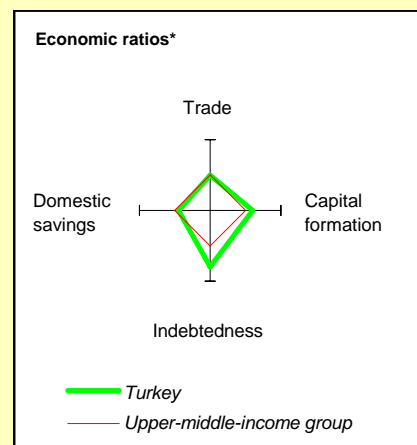 Economic ratios*
Trade
Domestic
savings
Capital
formation
Indebtedness
Turkey
Upper-middle-income group